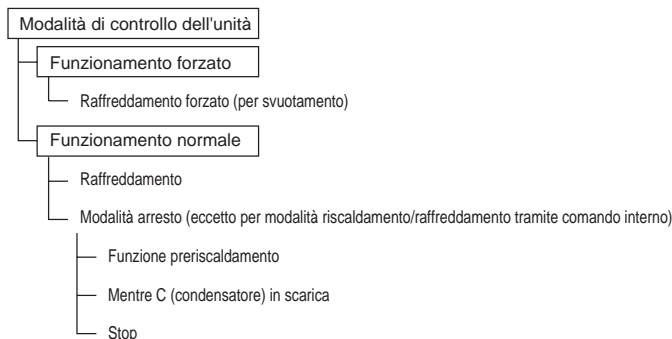 Modalità di controllo dell'unità
Funzionamento forzato
Raffreddamento forzato (per svuotamento)
Funzionamento normale
Raffreddamento
Modalità arresto (eccetto per modalità riscaldamento/raffreddamento tramite comando interno)
Funzione preriscaldamento
Mentre C (condensatore) in scarica
Stop